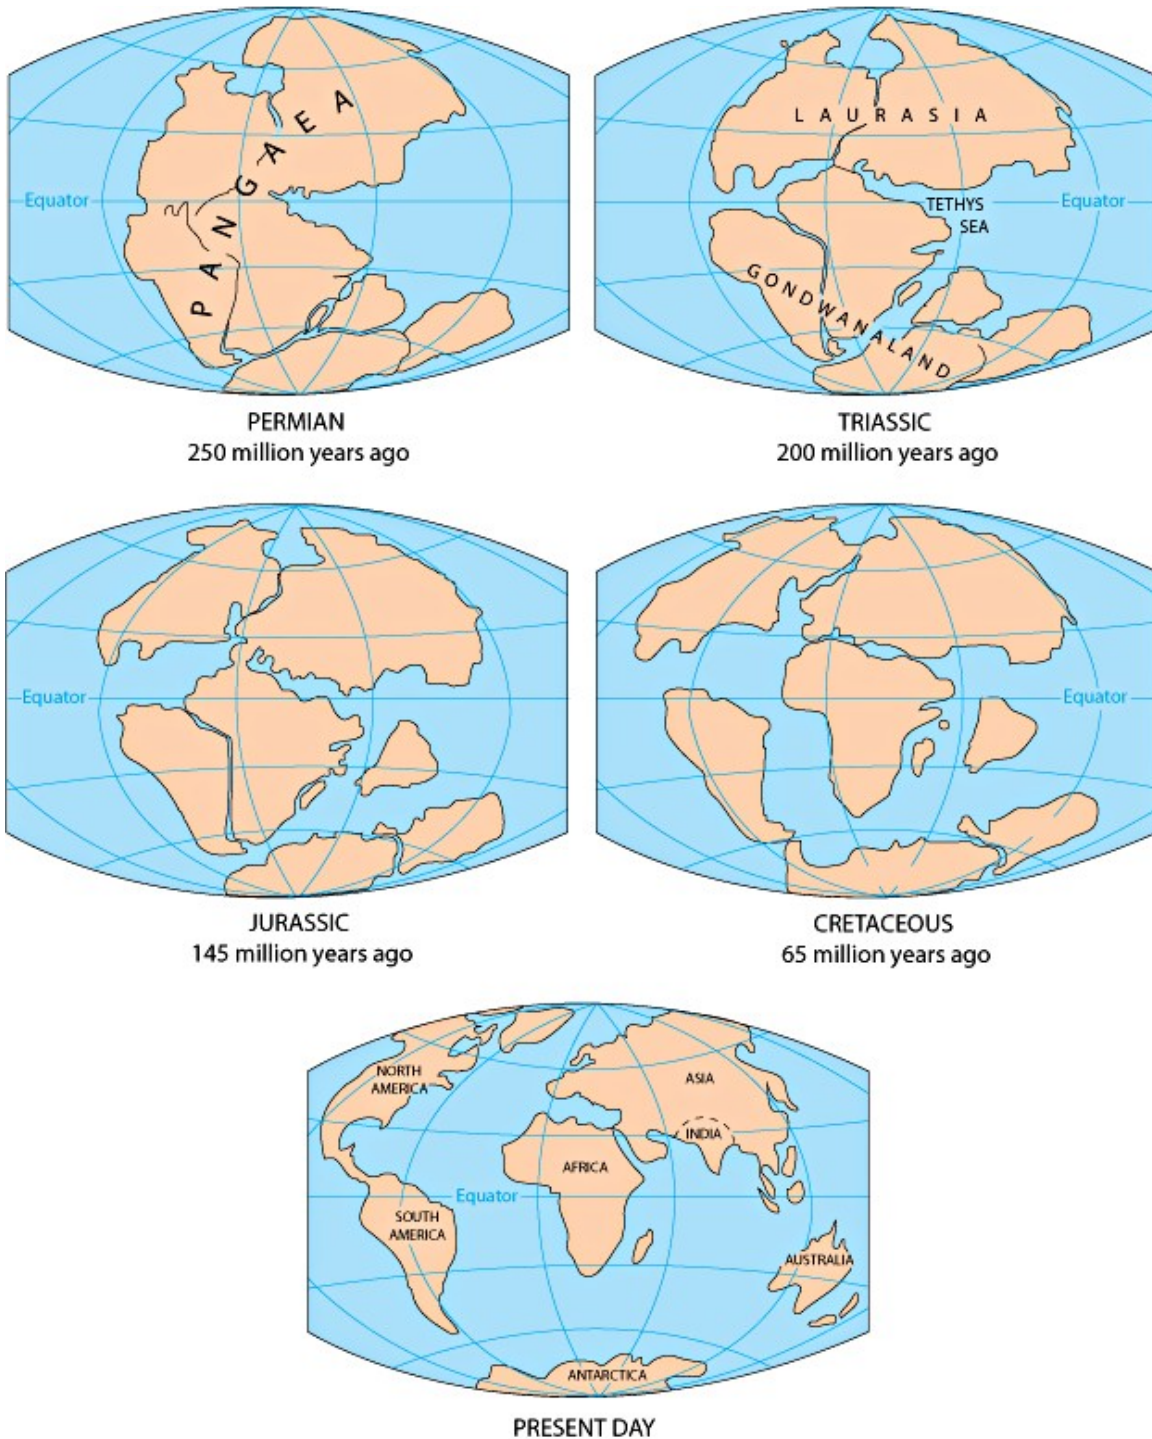 PANGAEA
Equator
PERMIAN
250 million years ago
LAURASIA
TETHYS
SEA
Equator
GONDWANALAND
TRIASSIC
200 million years ago
Equator
JURASSIC
145 million years ago
Equator
CRETACEOUS
65 million years ago
NORTH
AMERICA
ASIA
INDIA
AFRICA
Equator
SOUTH
AMERICA
AUSTRALIA
ANTARCTICA
PRESENT DAY